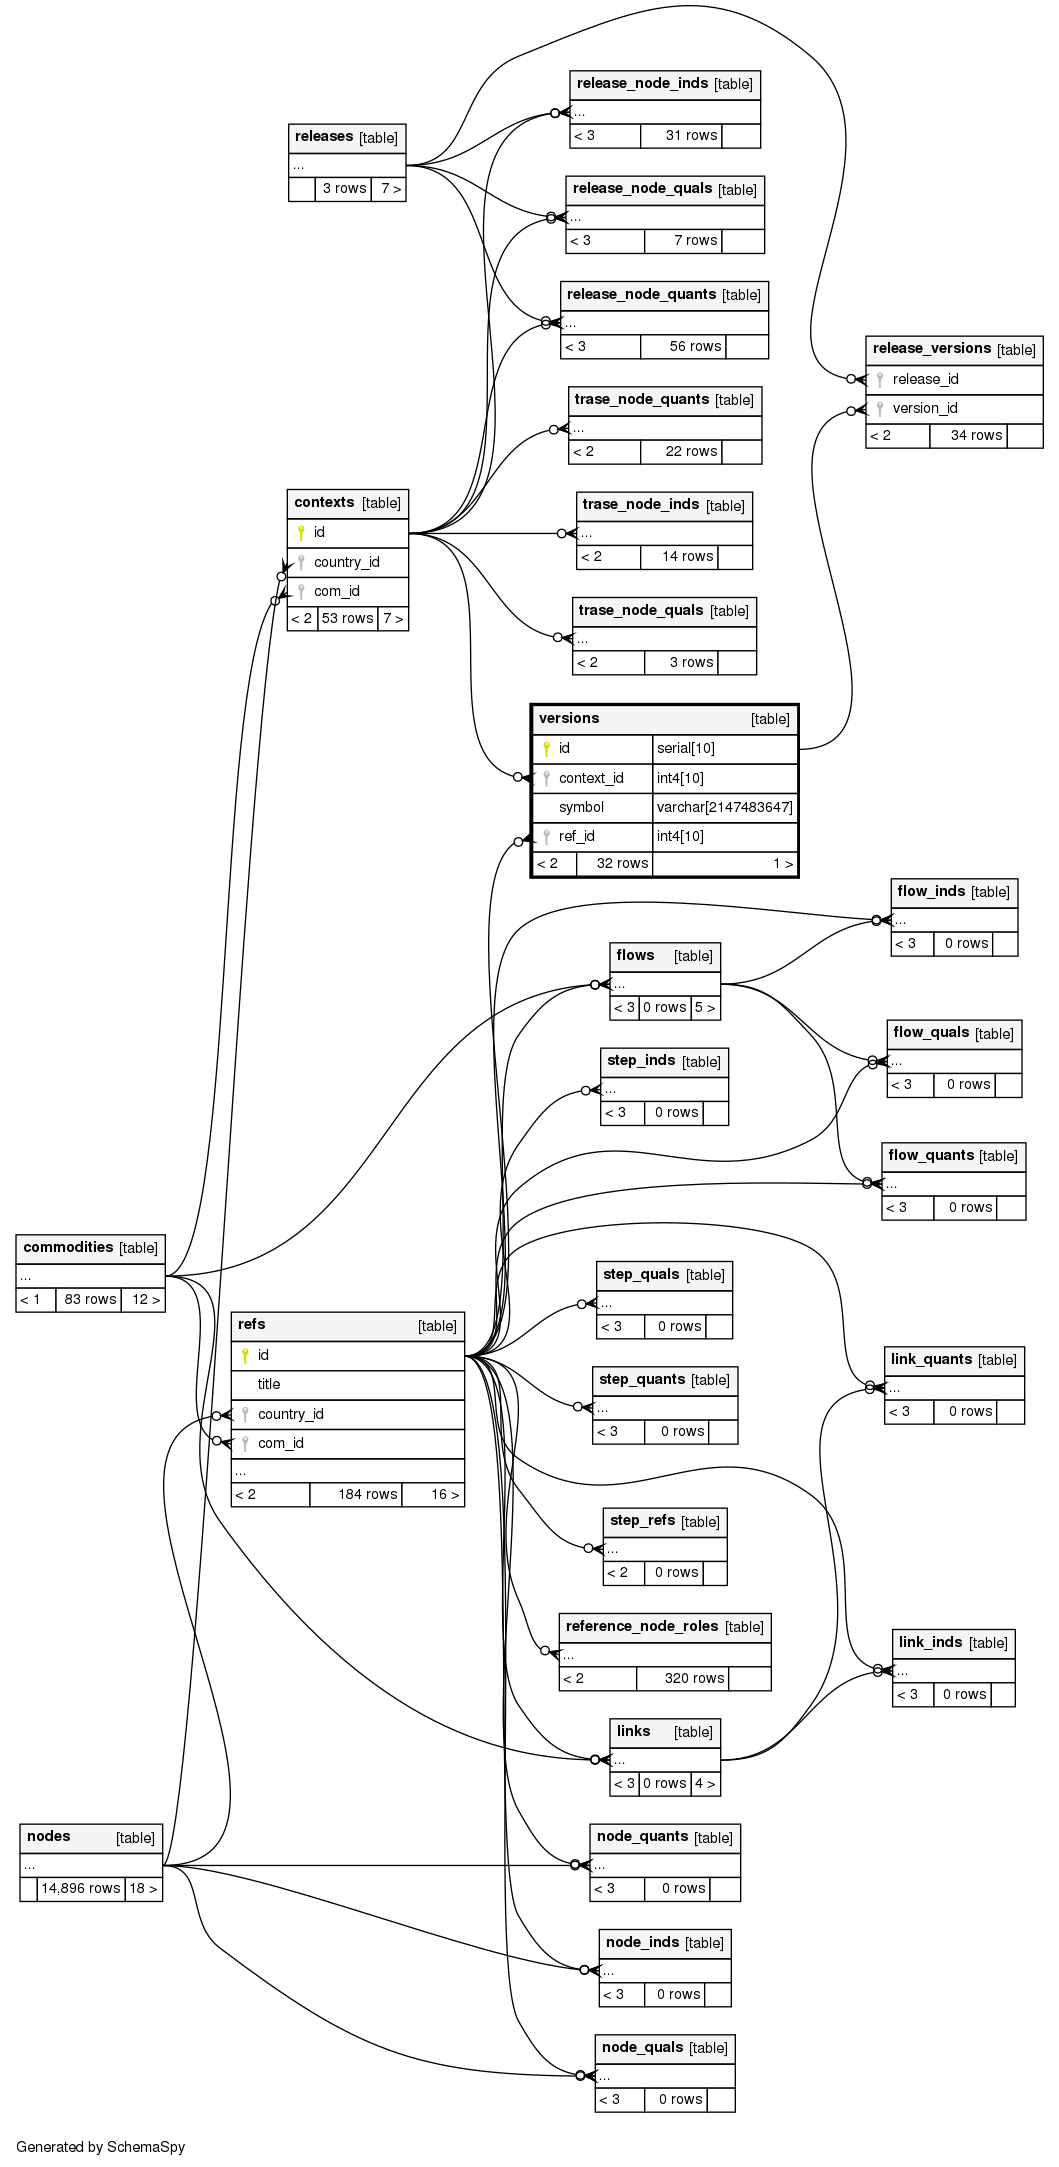 release_node_inds [table]
...
< 3 31 rows
releases [table]
...
3 rows 7 >
release_node_quals [table]
...
< 3 7 rows
release_node_quants [table]
...
< 3 56 rows
release_versions [table]
release_id
version_id
< 2 34 rows
trase_node_quants [table]
...
< 2 22 rows
contexts [table]
id
country_id
com_id
< 2 53 rows 7 >
trase_node_inds [table]
...
< 2 14 rows
trase_node_quals [table]
...
< 2 3 rows
versions [table]
id serial[10]
context_id int4[10]
symbol varchar[2147483647]
ref_id int4[10]
< 2 32 rows 1 >
flow_inds [table]
...
< 3 0 rows
flows [table]
...
< 3 0 rows 5 >
flow_quals [table]
...
< 3 0 rows
step_inds [table]
...
< 3 0 rows
flow_quants [table]
...
< 3 0 rows
commodities [table]
...
< 1 83 rows 12 >
step_quals [table]
...
< 3 0 rows
refs [table]
id
title
country_id
com_id
...
< 2 184 rows 16 >
link_quants [table]
...
< 3 0 rows
step_quants [table]
...
< 3 0 rows
step_refs [table]
...
< 2 0 rows
reference_node_roles [table]
...
< 2 320 rows
link_inds [table]
...
< 3 0 rows
links [table]
...
< 3 0 rows 4 >
nodes [table]
...
14,896 rows 18 >
node_quants [table]
...
< 3 0 rows
node_inds [table]
...
< 3 0 rows
node_quals [table]
...
< 3 0 rows
Generated by SchemaSpy